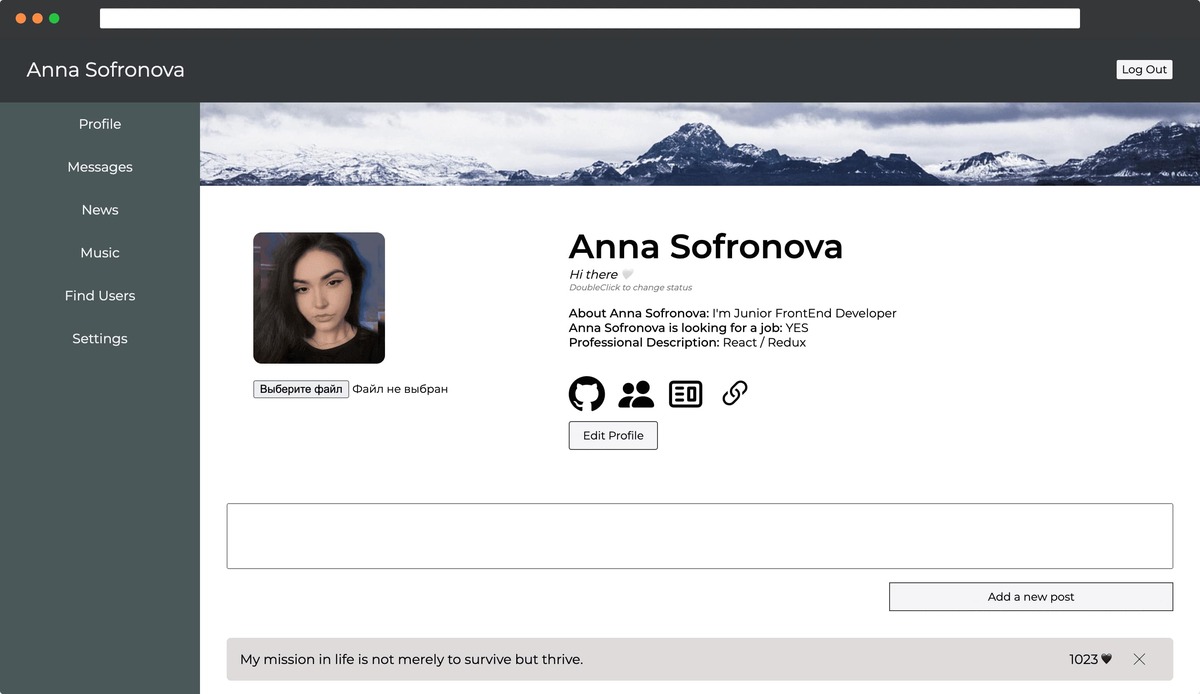 Anna Sofronova
Log Out
Profile
Messages
News
Music
Find Users
Settings
Anna Sofronova
Hi there 🤍
DoubleClick to change status
About Anna Sofronova: I'm Junior FrontEnd Developer
Anna Sofronova is looking for a job: YES
Professional Description: React / Redux
Выберите файл Файл не выбран
Edit Profile
Add a new post
My mission in life is not merely to survive but thrive. 1023 🖤